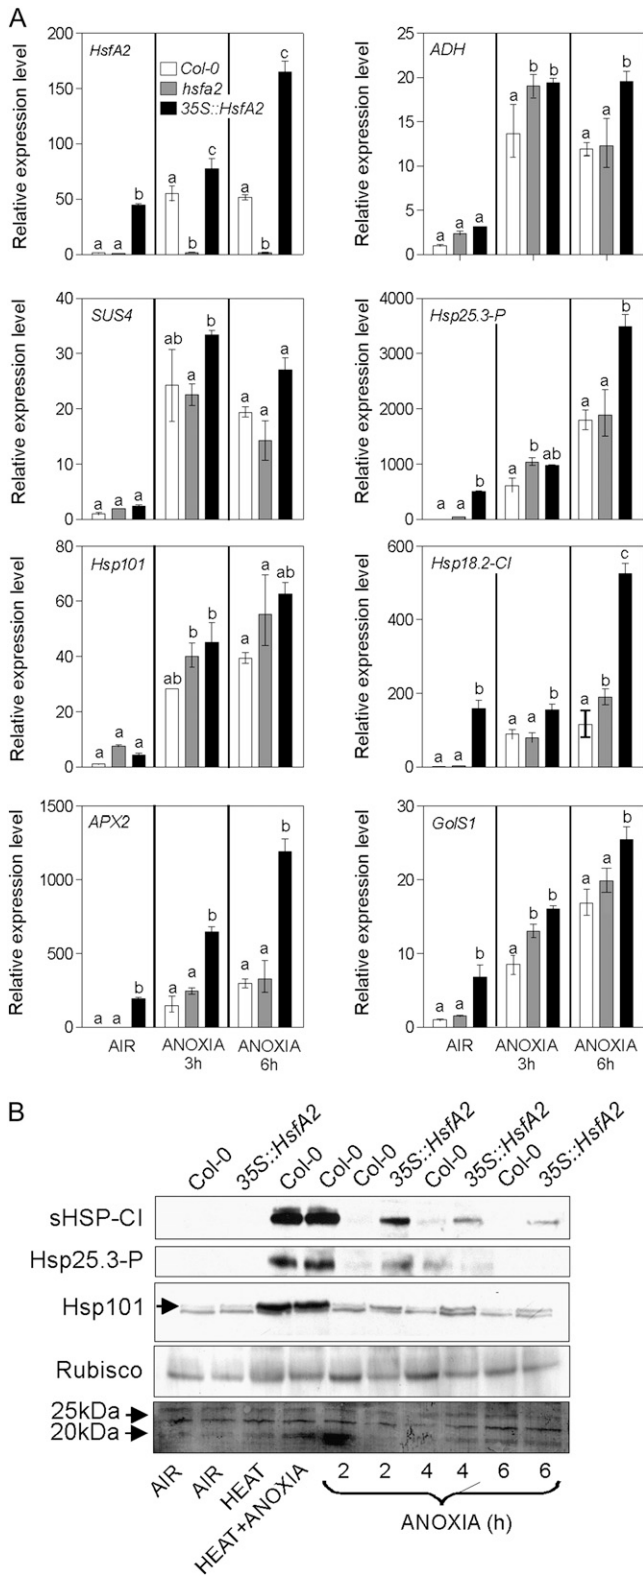 A
HsfA2
Relative expression level
200
150
100
50
0
Col-0
hsfa2
35S::HsfA2
a a b
a b c
a b c
ADH
Relative expression level
25
20
15
10
5
0
a a a
a b b
a a b
SUS4
Relative expression level
40
30
20
10
0
a a a
ab a b
a a a
Hsp25.3-P
Relative expression level
4000
3000
2000
1000
0
a a b
a b ab
a a b
Hsp101
Relative expression level
80
60
40
20
0
a a a
ab b b
a a ab
Hsp18.2-CI
Relative expression level
600
400
200
0
a a b
a a b
a b c
APX2
Relative expression level
1500
1000
500
0
a a b
a a b
a a b
AIR
ANOXIA
3h
ANOXIA
6h
GolS1
Relative expression level
30
20
10
0
a a b
a b b
a a b
AIR
ANOXIA
3h
ANOXIA
6h
B
Col-0 35S::HsfA2 Col-0 Col-0 Col-0 35S::HsfA2 Col-0 35S::HsfA2 Col-0 35S::HsfA2
sHSP-CI
Hsp25.3-P
Hsp101
Rubisco
25kDa
20kDa
AIR AIR HEAT HEAT+ANOXIA 2 2 4 4 6 6
ANOXIA (h)